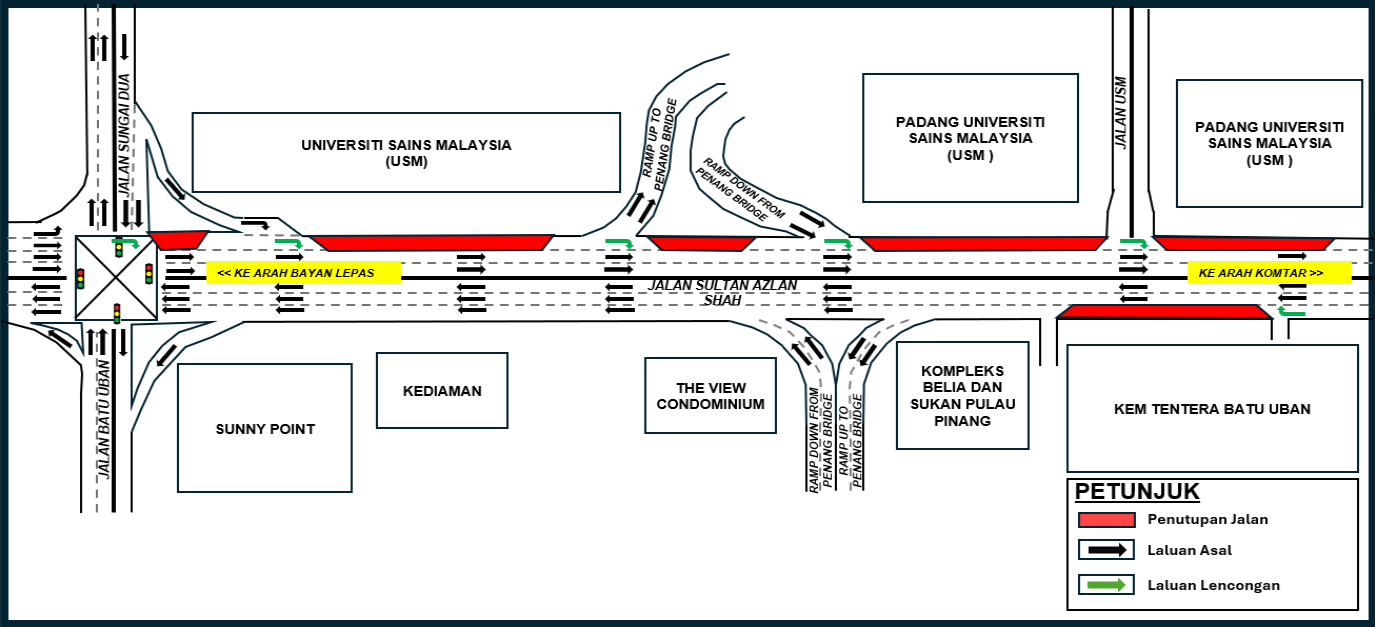 JALAN SUNGAI DUA
UNIVERSITI SAINS MALAYSIA
(USM)
RAMP UP TO
PENANG BRIDGE
RAMP DOWN FROM
PENANG BRIDGE
PADANG UNIVERSITI
SAINS MALAYSIA
(USM )
JALAN USM
PADANG UNIVERSITI
SAINS MALAYSIA
(USM )
<< KE ARAH BAYAN LEPAS
KE ARAH KOMTAR >>
JALAN SULTAN AZLAN
SHAH
JALAN BATU UBAN
SUNNY POINT
KEDIAMAN
THE VIEW
CONDOMINIUM
RAMP DOWN FROM
PENANG BRIDGE
RAMP UP TO
PENANG BRIDGE
KOMPLEKS
BELIA DAN
SUKAN PULAU
PINANG
KEM TENTERA BATU UBAN
PETUNJUK
Penutupan Jalan
Laluan Asal
Laluan Lencongan